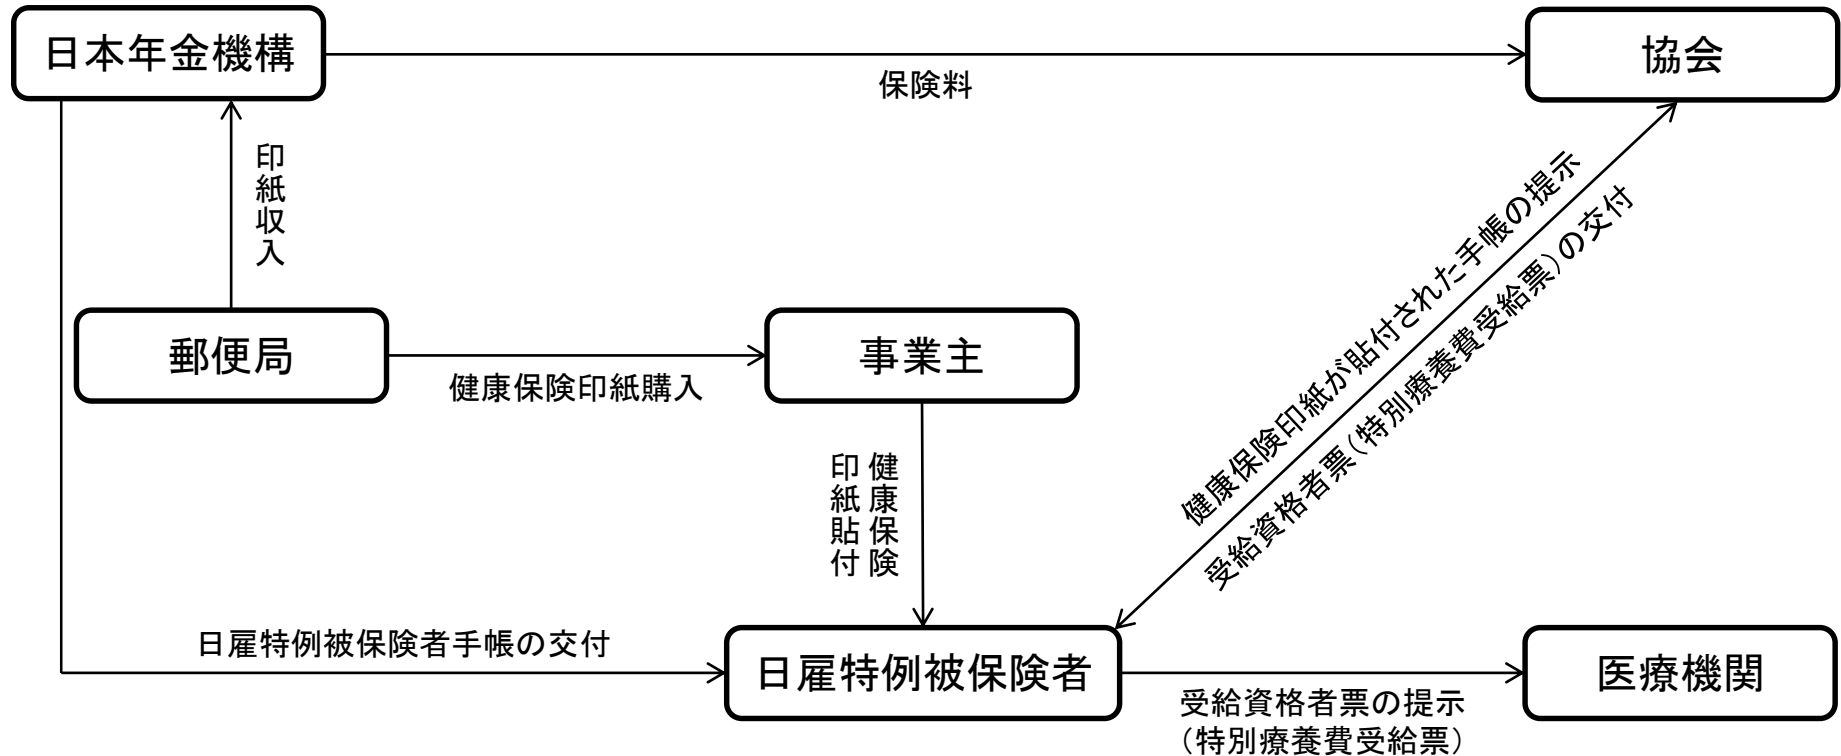 日本年金機構
協会
保険料
印紙収入
健康保険印紙が貼付された手帳の提示
受給資格者票(特別療養費受給票)の交付
郵便局
事業主
健康保険印紙購入
健康保険
印紙貼付
日雇特例被保険者手帳の交付
日雇特例被保険者
医療機関
受給資格者票の提示
(特別療養費受給票)